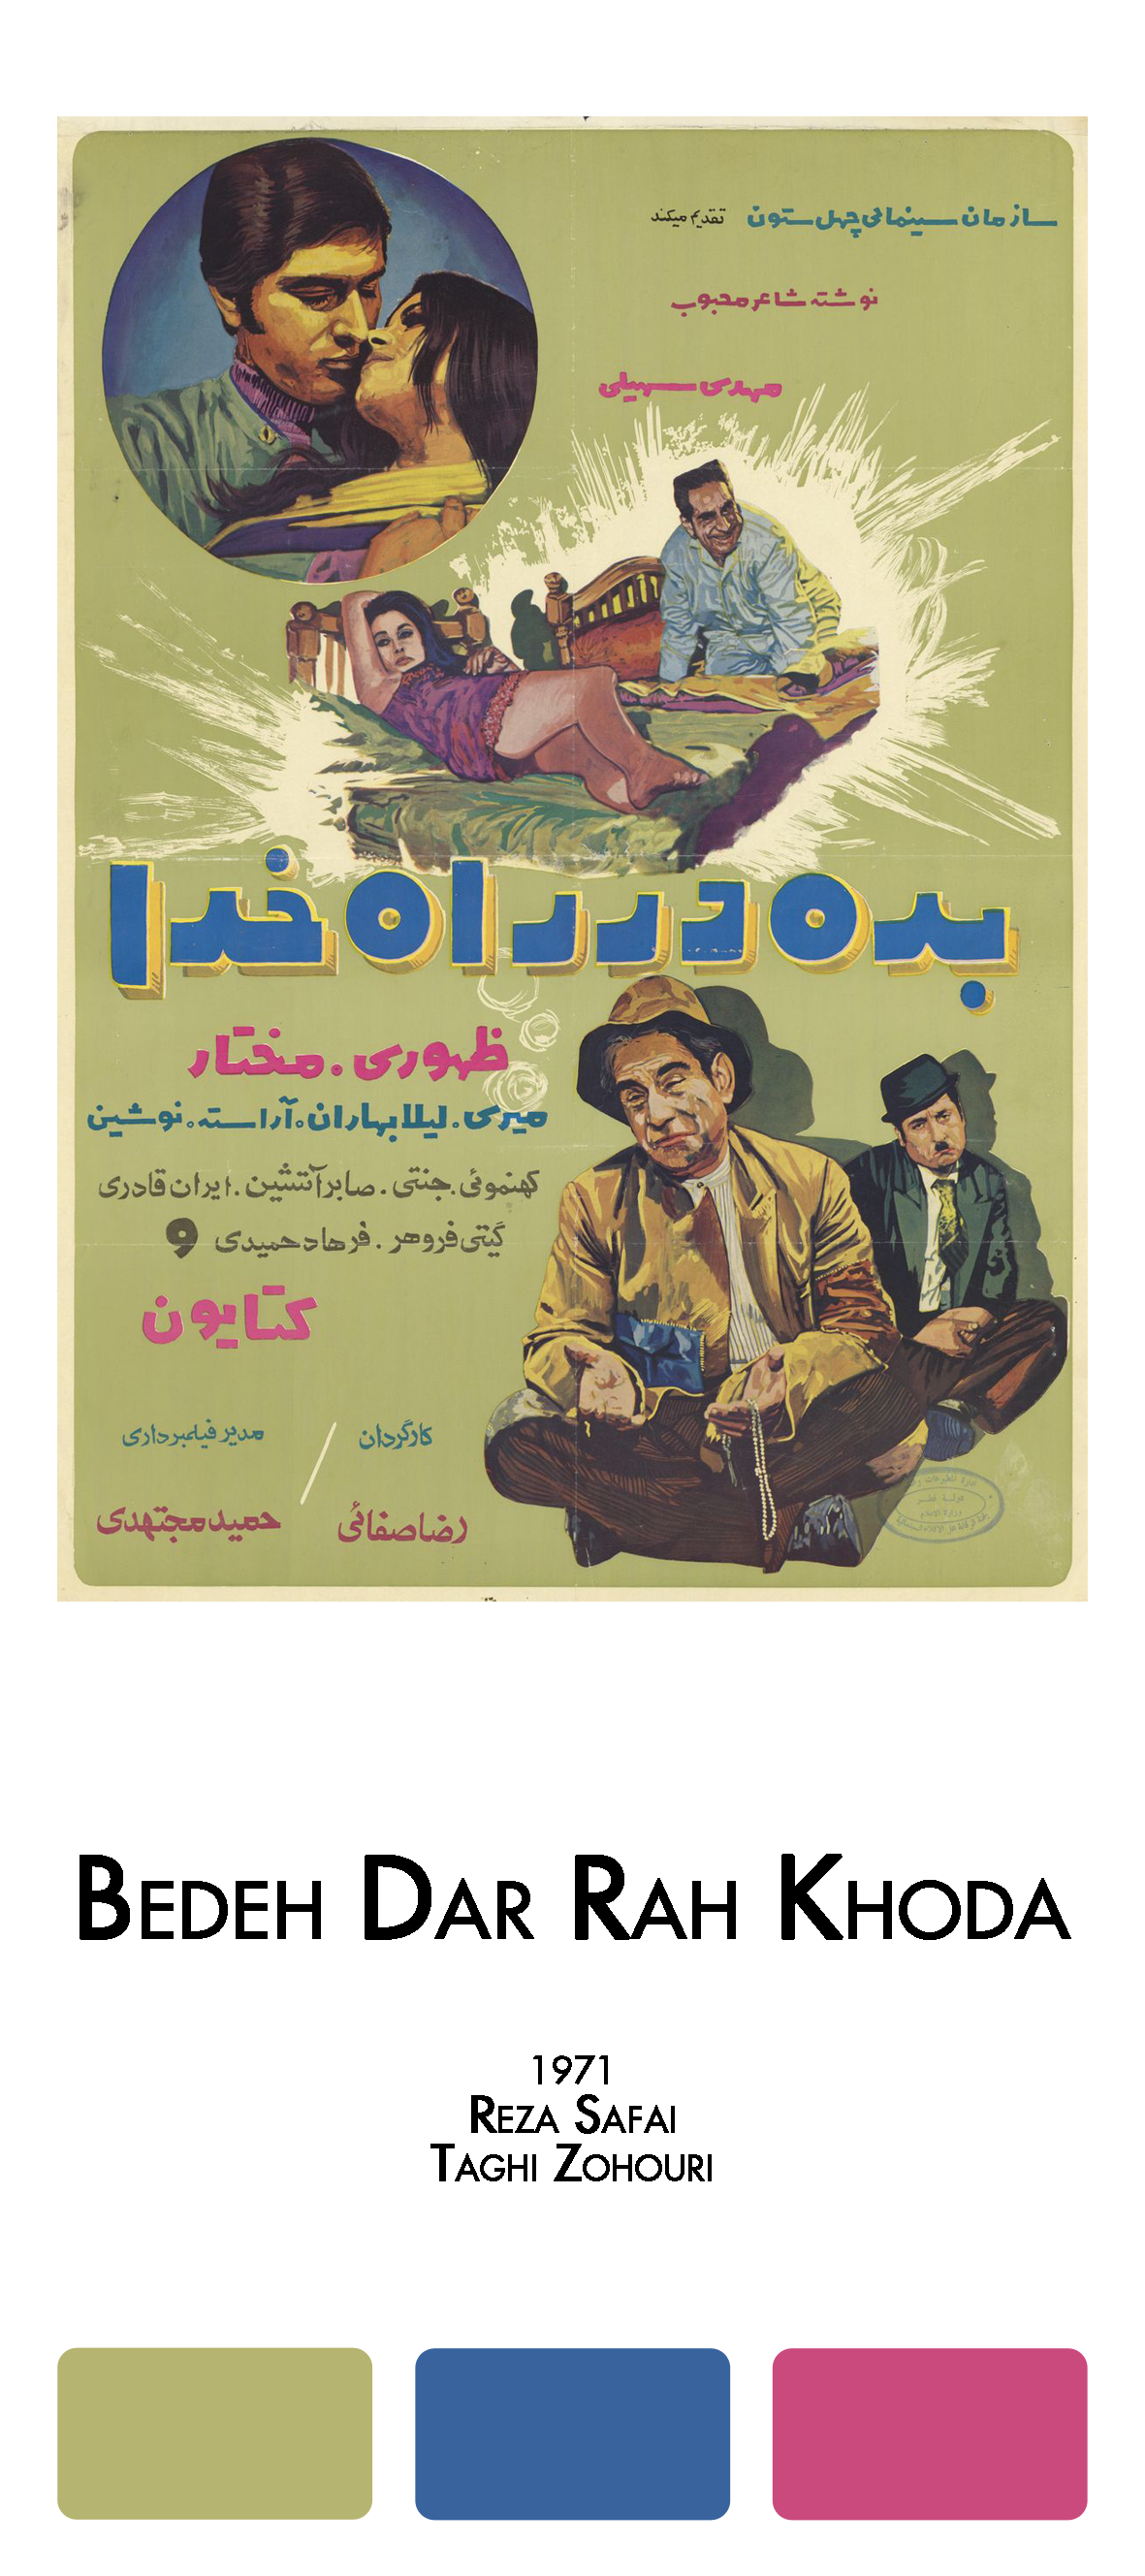 سازمان سینمائی چهل ستون تقدیم میکند
نوشته شاعر محبوب
مهدی سهیلی
بده در راه خدا
ظهوری . مختار
میری . لیلا بهاران . آراسته . نوشین
کهنموئی . جنتی . صابر آتشین . ایران قادری
گیتی فروهر . فرهاد حمیدی و
کتایون
کارگردان / مدیر فیلمبرداری
رضا صفائی حمید مجتهدی
BEDEH DAR RAH KHODA
1971
REZA SAFAI
TAGHI ZOHOURI